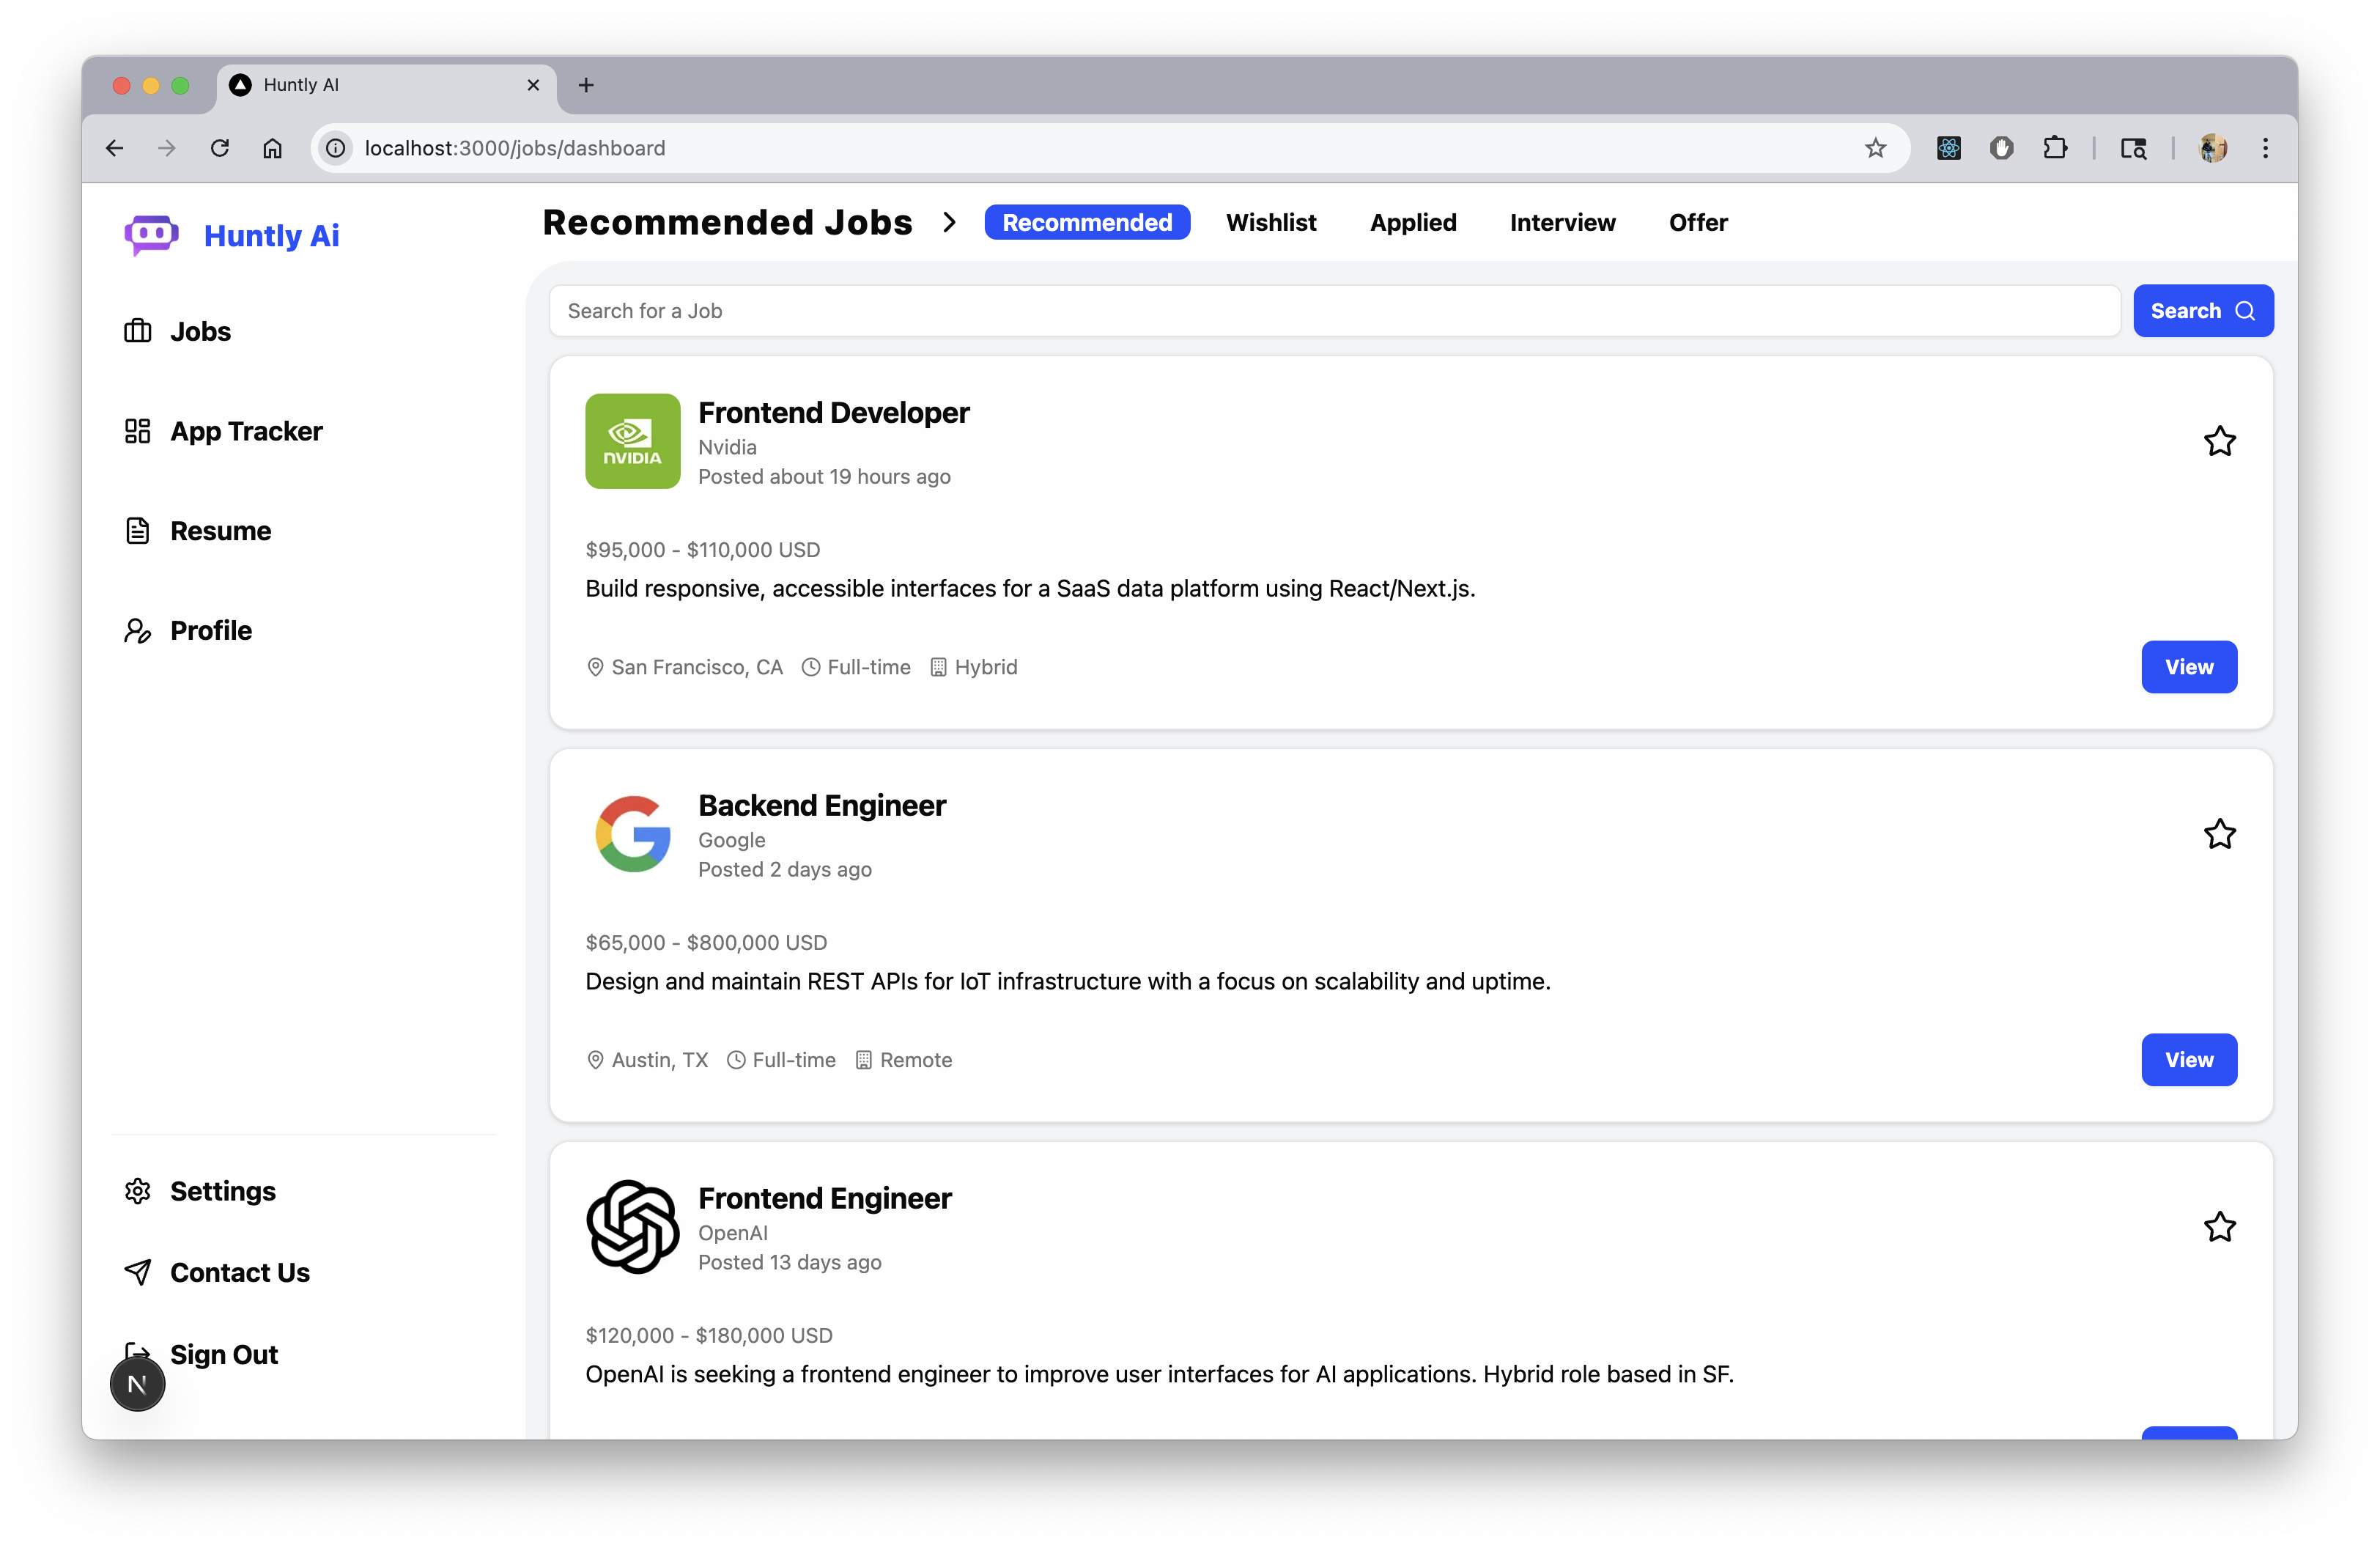 Huntly AI
localhost:3000/jobs/dashboard
Huntly Ai
Jobs
App Tracker
Resume
Profile
Settings
Contact Us
Sign Out
N
Recommended Jobs
Recommended Wishlist Applied Interview Offer
Search for a Job
Search
NVIDIA
Frontend Developer
Nvidia
Posted about 19 hours ago
$95,000 - $110,000 USD
Build responsive, accessible interfaces for a SaaS data platform using React/Next.js.
San Francisco, CA Full-time Hybrid
View
G
Backend Engineer
Google
Posted 2 days ago
$65,000 - $800,000 USD
Design and maintain REST APIs for IoT infrastructure with a focus on scalability and uptime.
Austin, TX Full-time Remote
View
Frontend Engineer
OpenAI
Posted 13 days ago
$120,000 - $180,000 USD
OpenAI is seeking a frontend engineer to improve user interfaces for AI applications. Hybrid role based in SF.